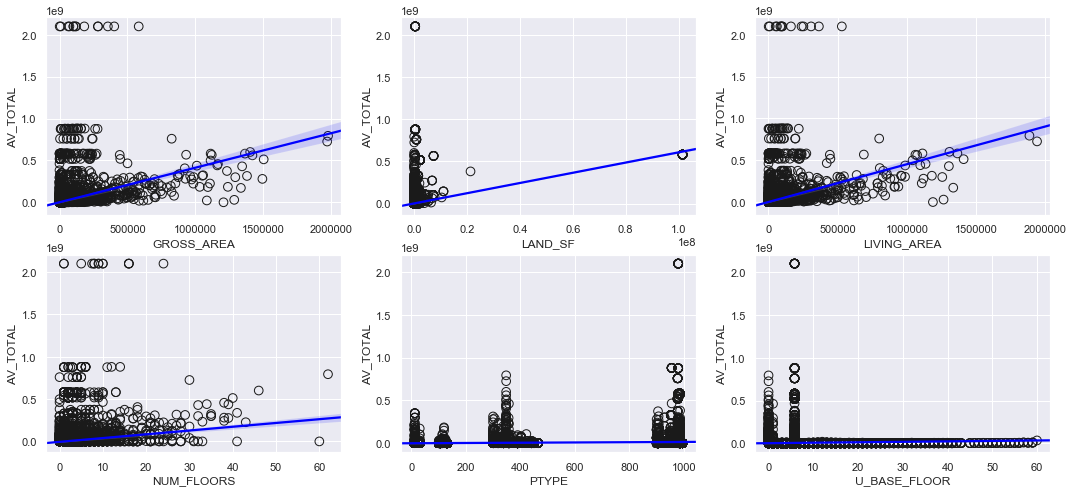 1e9 1e9 1e9
2.0 2.0 2.0
1.5 1.5 1.5
AV_TOTAL AV_TOTAL AV_TOTAL
1.0 1.0 1.0
0.5 0.5 0.5
0.0 0.0 0.0
0 500000 1000000 1500000 2000000 0.0 0.2 0.4 0.6 0.8 1.0 0 500000 1000000 1500000 2000000
GROSS_AREA LAND_SF 1e8 LIVING_AREA
1e9 1e9 1e9
2.0 2.0 2.0
1.5 1.5 1.5
AV_TOTAL AV_TOTAL AV_TOTAL
1.0 1.0 1.0
0.5 0.5 0.5
0.0 0.0 0.0
0 10 20 30 40 50 60 0 200 400 600 800 1000 0 10 20 30 40 50 60
NUM_FLOORS PTYPE U_BASE_FLOOR